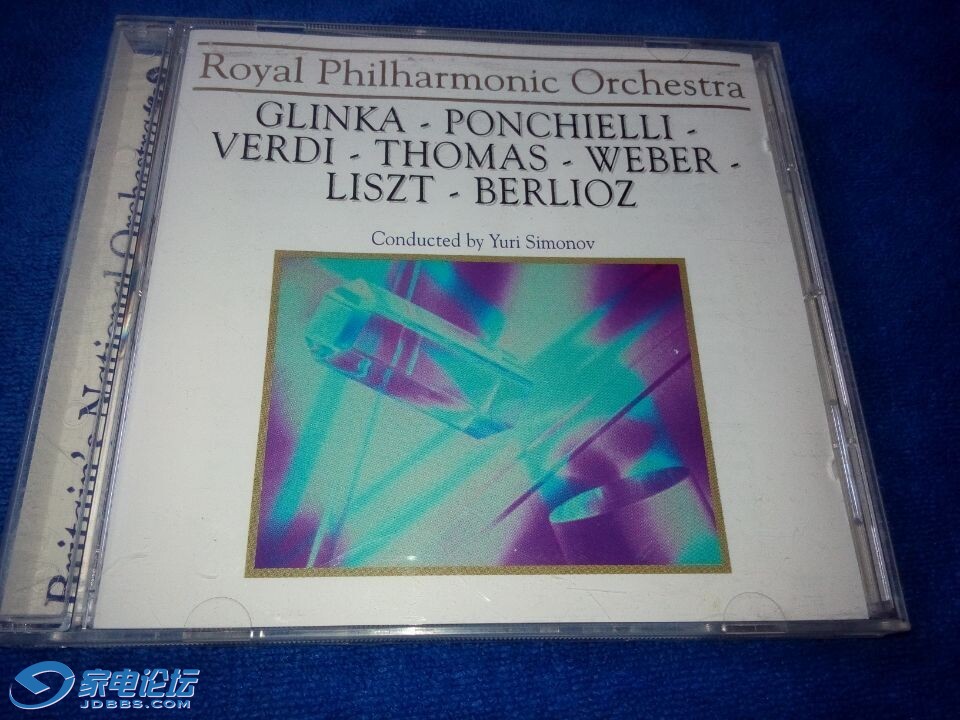 Royal Philharmonic Orchestra
GLINKA - PONCHIELLI -
VERDI - THOMAS - WEBER -
LISZT - BERLIOZ
Conducted by Yuri Simonov
Britain's National Orchestra
家电论坛
JDBBS.COM